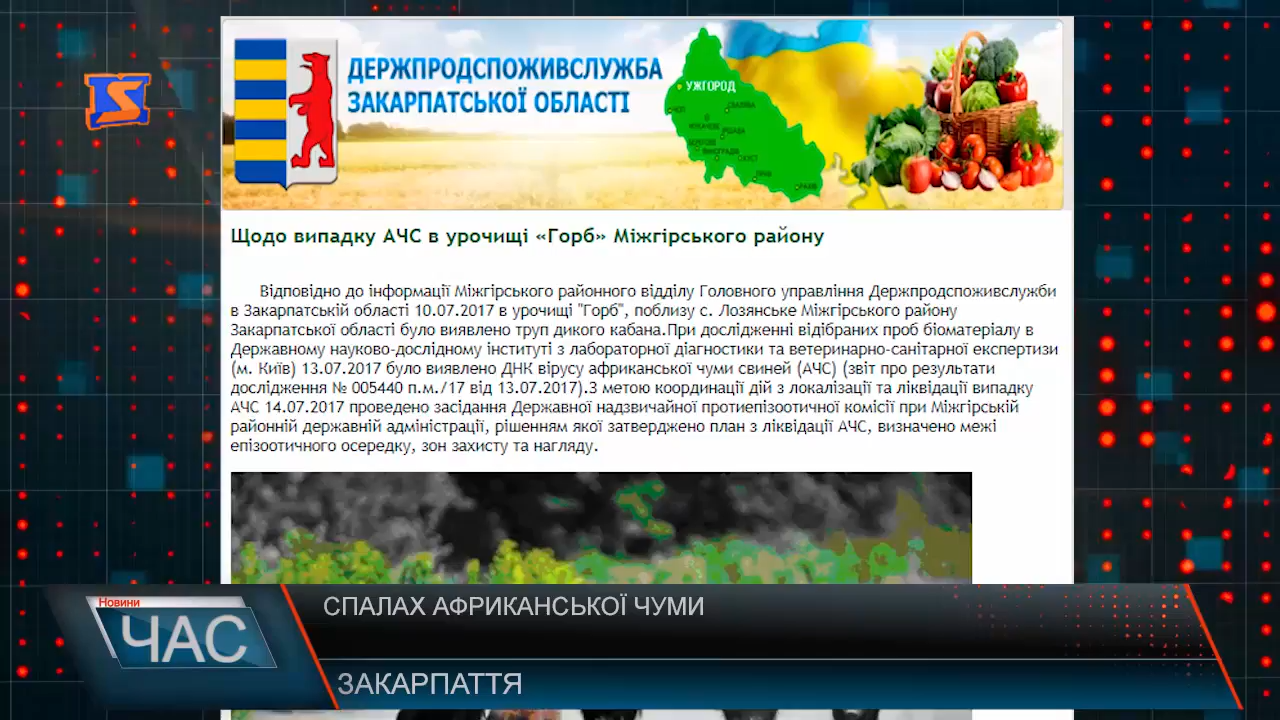 ДЕРЖПРОДСПОЖИВСЛУЖБА
ЗАКАРПАТСЬКОЇ ОБЛАСТІ
УЖГОРОД
Щодо випадку АЧС в урочищі «Горб» Міжгірського району
Відповідно до інформації Міжгірського районного відділу Головного управління Держпродспоживслужби
в Закарпатській області 10.07.2017 в урочищі "Горб", поблизу с. Лозянське Міжгірського району
Закарпатської області було виявлено труп дикого кабана.При дослідженні відібраних проб біоматеріалу в
Державному науково-дослідному інституті з лабораторної діагностики та ветеринарно-санітарної експертизи
(м. Київ) 13.07.2017 було виявлено ДНК вірусу африканської чуми свиней (АЧС) (звіт про результати
дослідження № 005440 п.м./17 від 13.07.2017).З метою координації дій з локалізації та ліквідації випадку
АЧС 14.07.2017 проведено засідання Державної надзвичайної протиепізоотичної комісії при Міжгірській
районній державній адміністрації, рішенням якої затверджено план з ліквідації АЧС, визначено межі
епізоотичного осередку, зон захисту та нагляду.
Новини
ЧАС
СПАЛАХ АФРИКАНСЬКОЇ ЧУМИ
ЗАКАРПАТТЯ